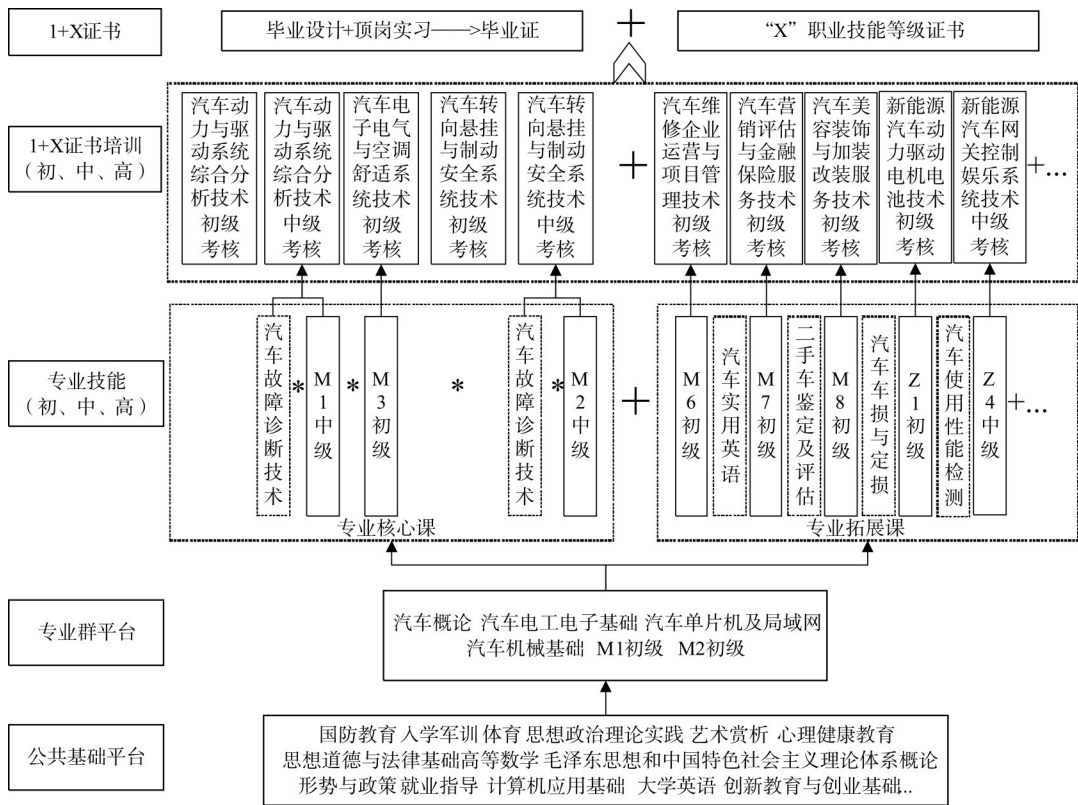 1+X证书
毕业设计+顶岗实习——>毕业证
+
“X”职业技能等级证书
1+X证书培训
（初、中、高）
汽车动
力与驱
动系统
综合分
析技术
初级
考核
汽车动
力与驱
动系统
综合分
析技术
中级
考核
汽车电
子电气
与空调
舒适系
统技术
初级
考核
汽车转
向悬挂
与制动
安全系
统技术
初级
考核
汽车转
向悬挂
与制动
安全系
统技术
中级
考核
+
汽车维
修企业
运营与
项目管
理技术
初级
考核
汽车营
销评估
与金融
保险服
务技术
初级
考核
汽车美
容装饰
与加装
改装服
务技术
初级
考核
新能源
汽车动
力驱动
电机电
池技术
初级
考核
新能源
汽车网
关控制
娱乐系
统技术
中级
考核
+...
专业技能
（初、中、高）
汽车故障诊断技术
*
M1中级
*
M3初级
*
汽车故障诊断技术
*
M2中级
专业核心课
+
M6初级
汽车实用英语
M7初级
二手车鉴定及评估
M8初级
汽车车损与定损
Z1初级
汽车使用性能检测
Z4中级
+...
专业拓展课
专业群平台
汽车概论 汽车电工电子基础 汽车单片机及局域网
汽车机械基础 M1初级 M2初级
公共基础平台
国防教育 入学军训 体育 思想政治理论实践 艺术赏析 心理健康教育
思想道德与法律基础高等数学 毛泽东思想和中国特色社会主义理论体系概论
形势与政策 就业指导 计算机应用基础 大学英语 创新教育与创业基础...